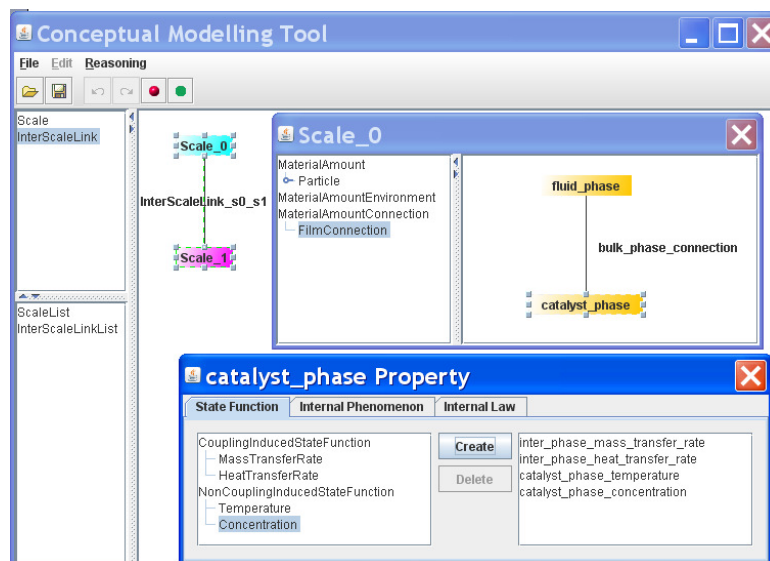 Conceptual Modelling Tool
File Edit Reasoning
Scale
InterScaleLink
ScaleList
InterScaleLinkList
Scale_0
InterScaleLink_s0_s1
Scale_1
Scale_0
MaterialAmount
Particle
MaterialAmountEnvironment
MaterialAmountConnection
FilmConnection
fluid_phase
bulk_phase_connection
catalyst_phase
catalyst_phase Property
State Function Internal Phenomenon Internal Law
CouplingInducedStateFunction
MassTransferRate
HeatTransferRate
NonCouplingInducedStateFunction
Temperature
Concentration
Create
Delete
inter_phase_mass_transfer_rate
inter_phase_heat_transfer_rate
catalyst_phase_temperature
catalyst_phase_concentration